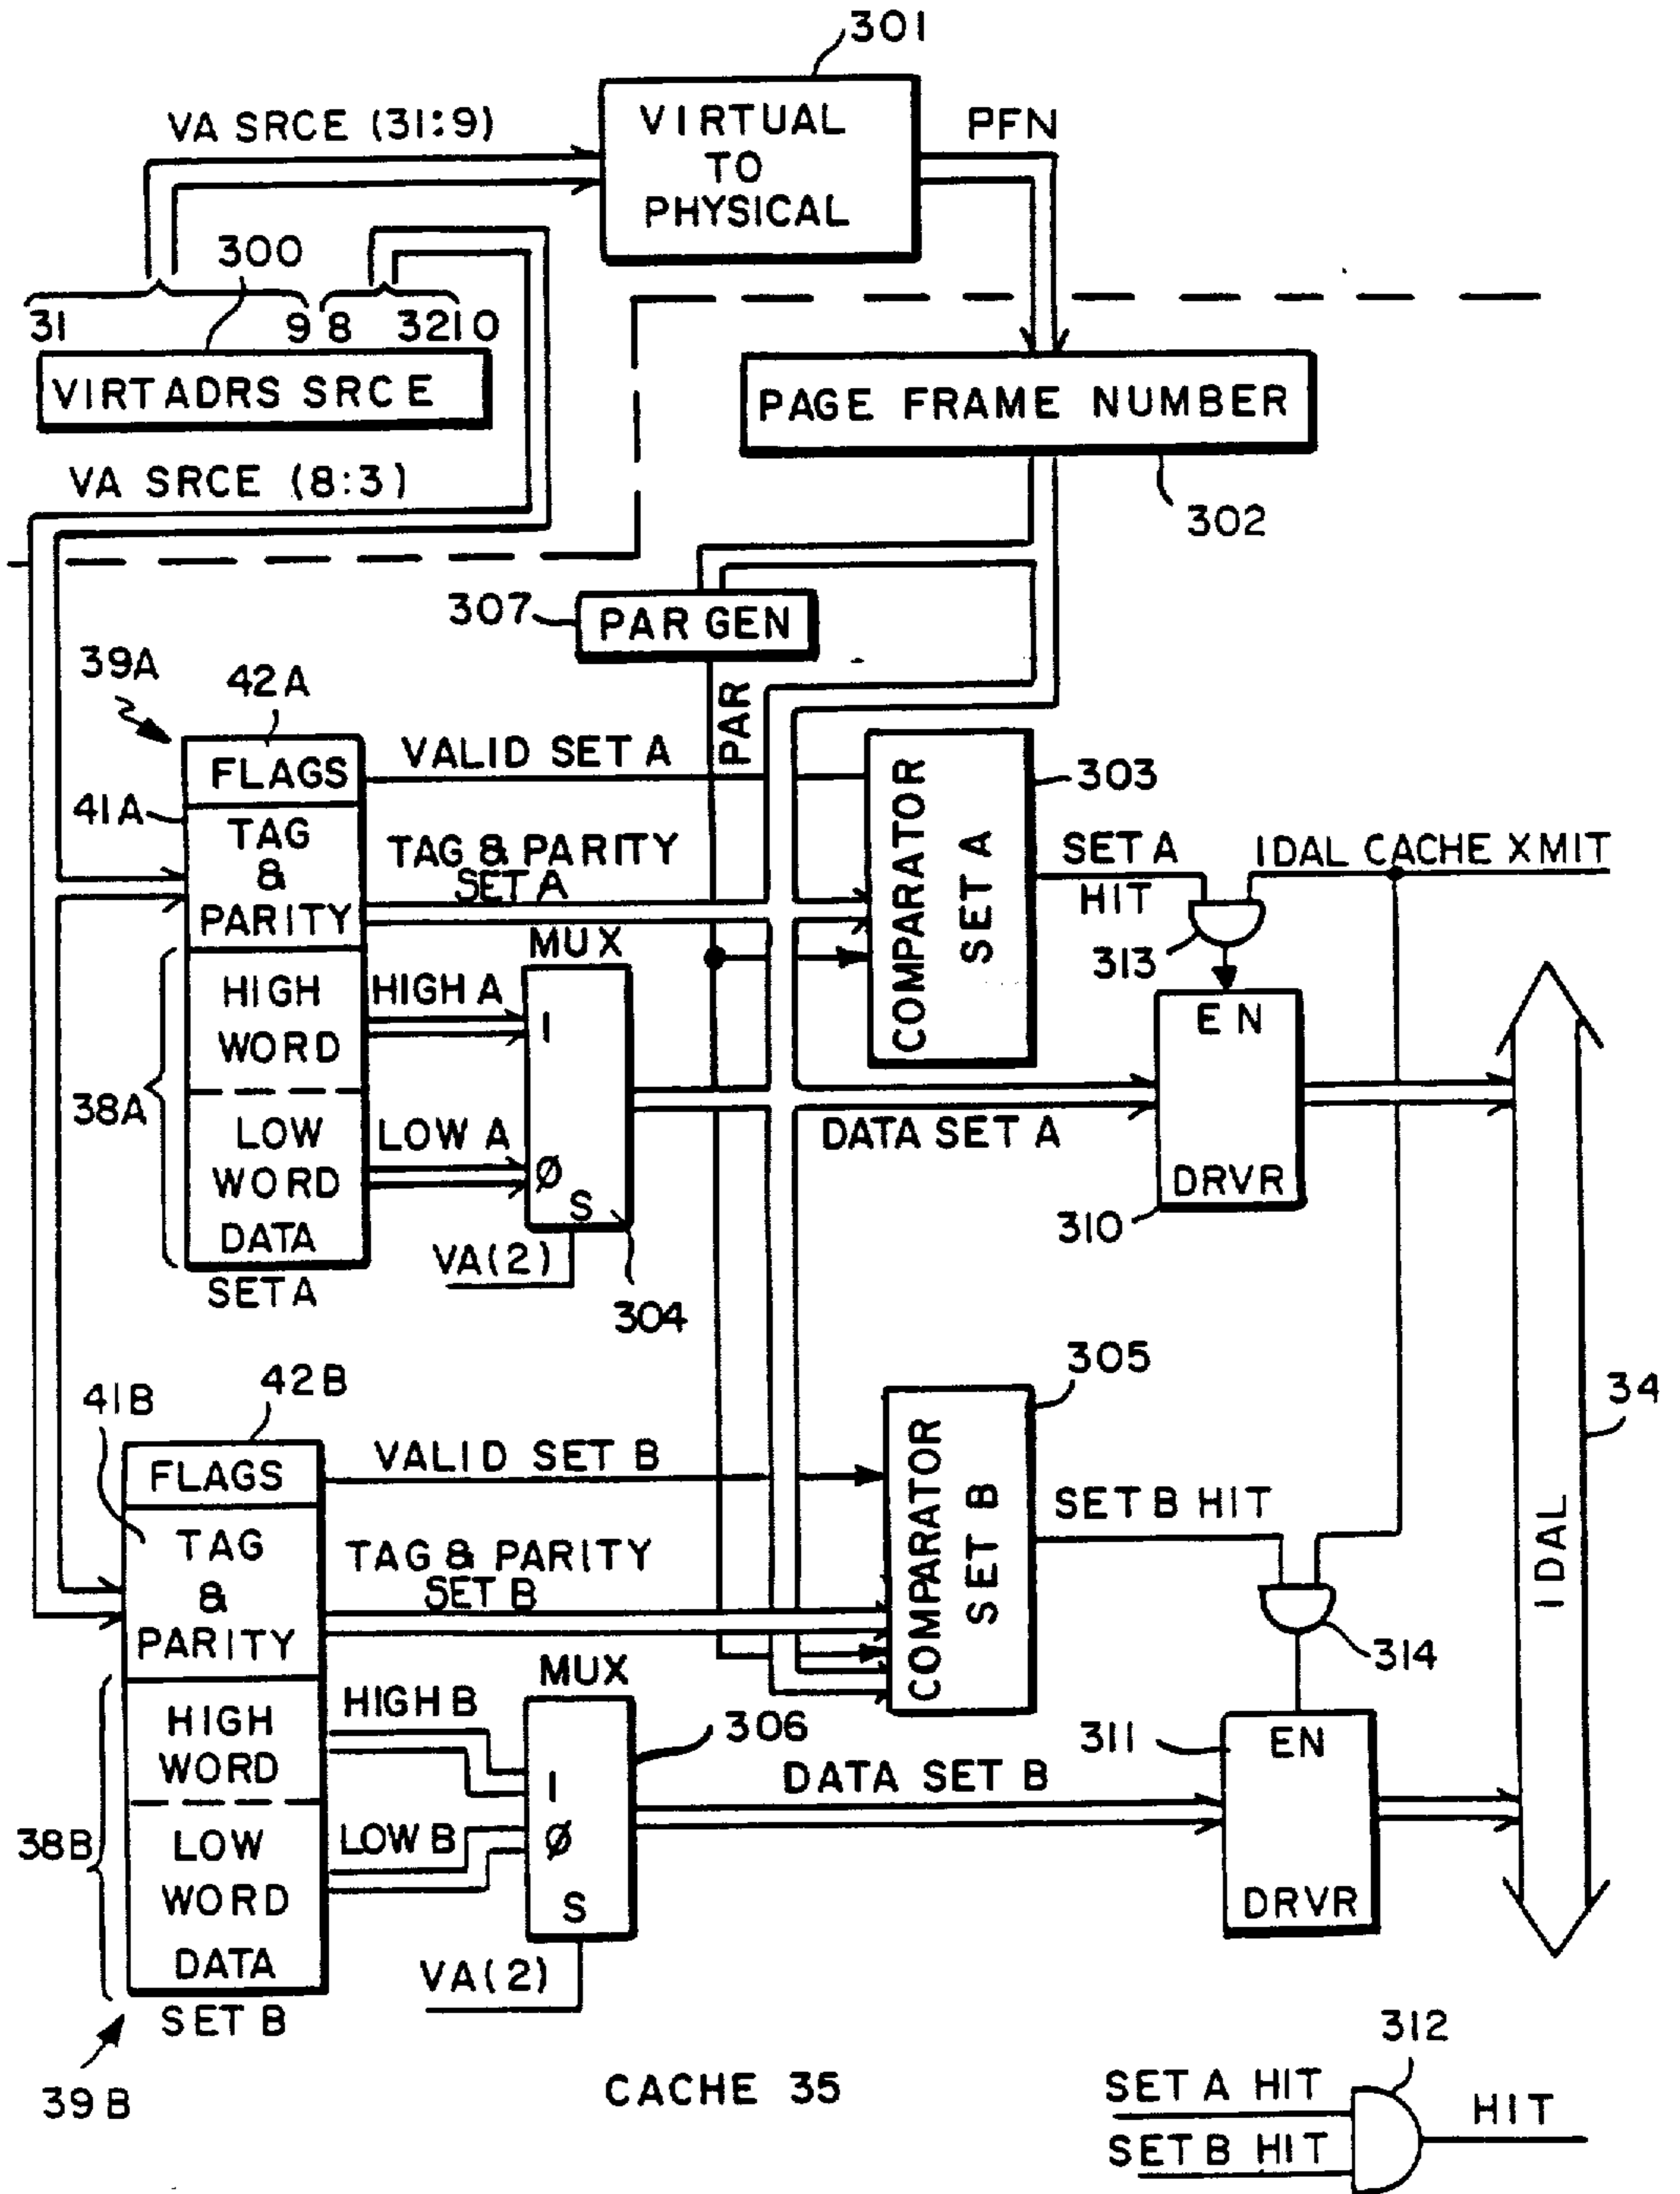 301
VA SRCE (31:9)
VIRTUAL
TO
PHYSICAL
PFN
300
31
9
8
3210
VIRTADRS SRCE
PAGE FRAME NUMBER
VA SRCE (8:3)
302
307
PAR GEN
39A
42A
PAR
FLAGS
VALID SET A
COMPARATOR
SET A
303
41A
TAG
&
PARITY
TAG & PARITY
SET A
SET A
HIT
IDAL CACHE XMIT
313
MUX
HIGH
WORD
HIGH A
1
EN
38A
LOW
WORD
DATA
LOW A
Ø
S
DATA SET A
DRVR
310
SET A
VA(2)
304
305
34
41B
42B
FLAGS
VALID SET B
COMPARATOR
SET B
SET B HIT
IDAL
TAG
&
PARITY
TAG & PARITY
SET B
314
MUX
HIGH
WORD
HIGH B
306
311
EN
1
DATA SET B
38B
LOW
WORD
DATA
LOW B
Ø
S
DRVR
VA(2)
SET B
39B
CACHE 35
312
SET A HIT
SET B HIT
HIT